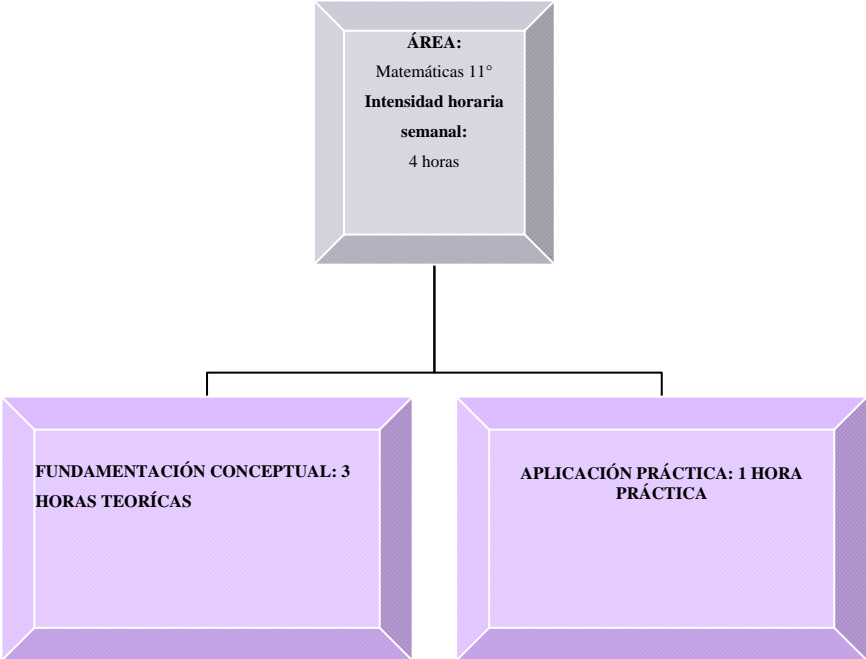 ÁREA:
Matemáticas 11°
Intensidad horaria
semanal:
4 horas
FUNDAMENTACIÓN CONCEPTUAL: 3
HORAS TEORÍCAS
APLICACIÓN PRÁCTICA: 1 HORA
PRÁCTICA